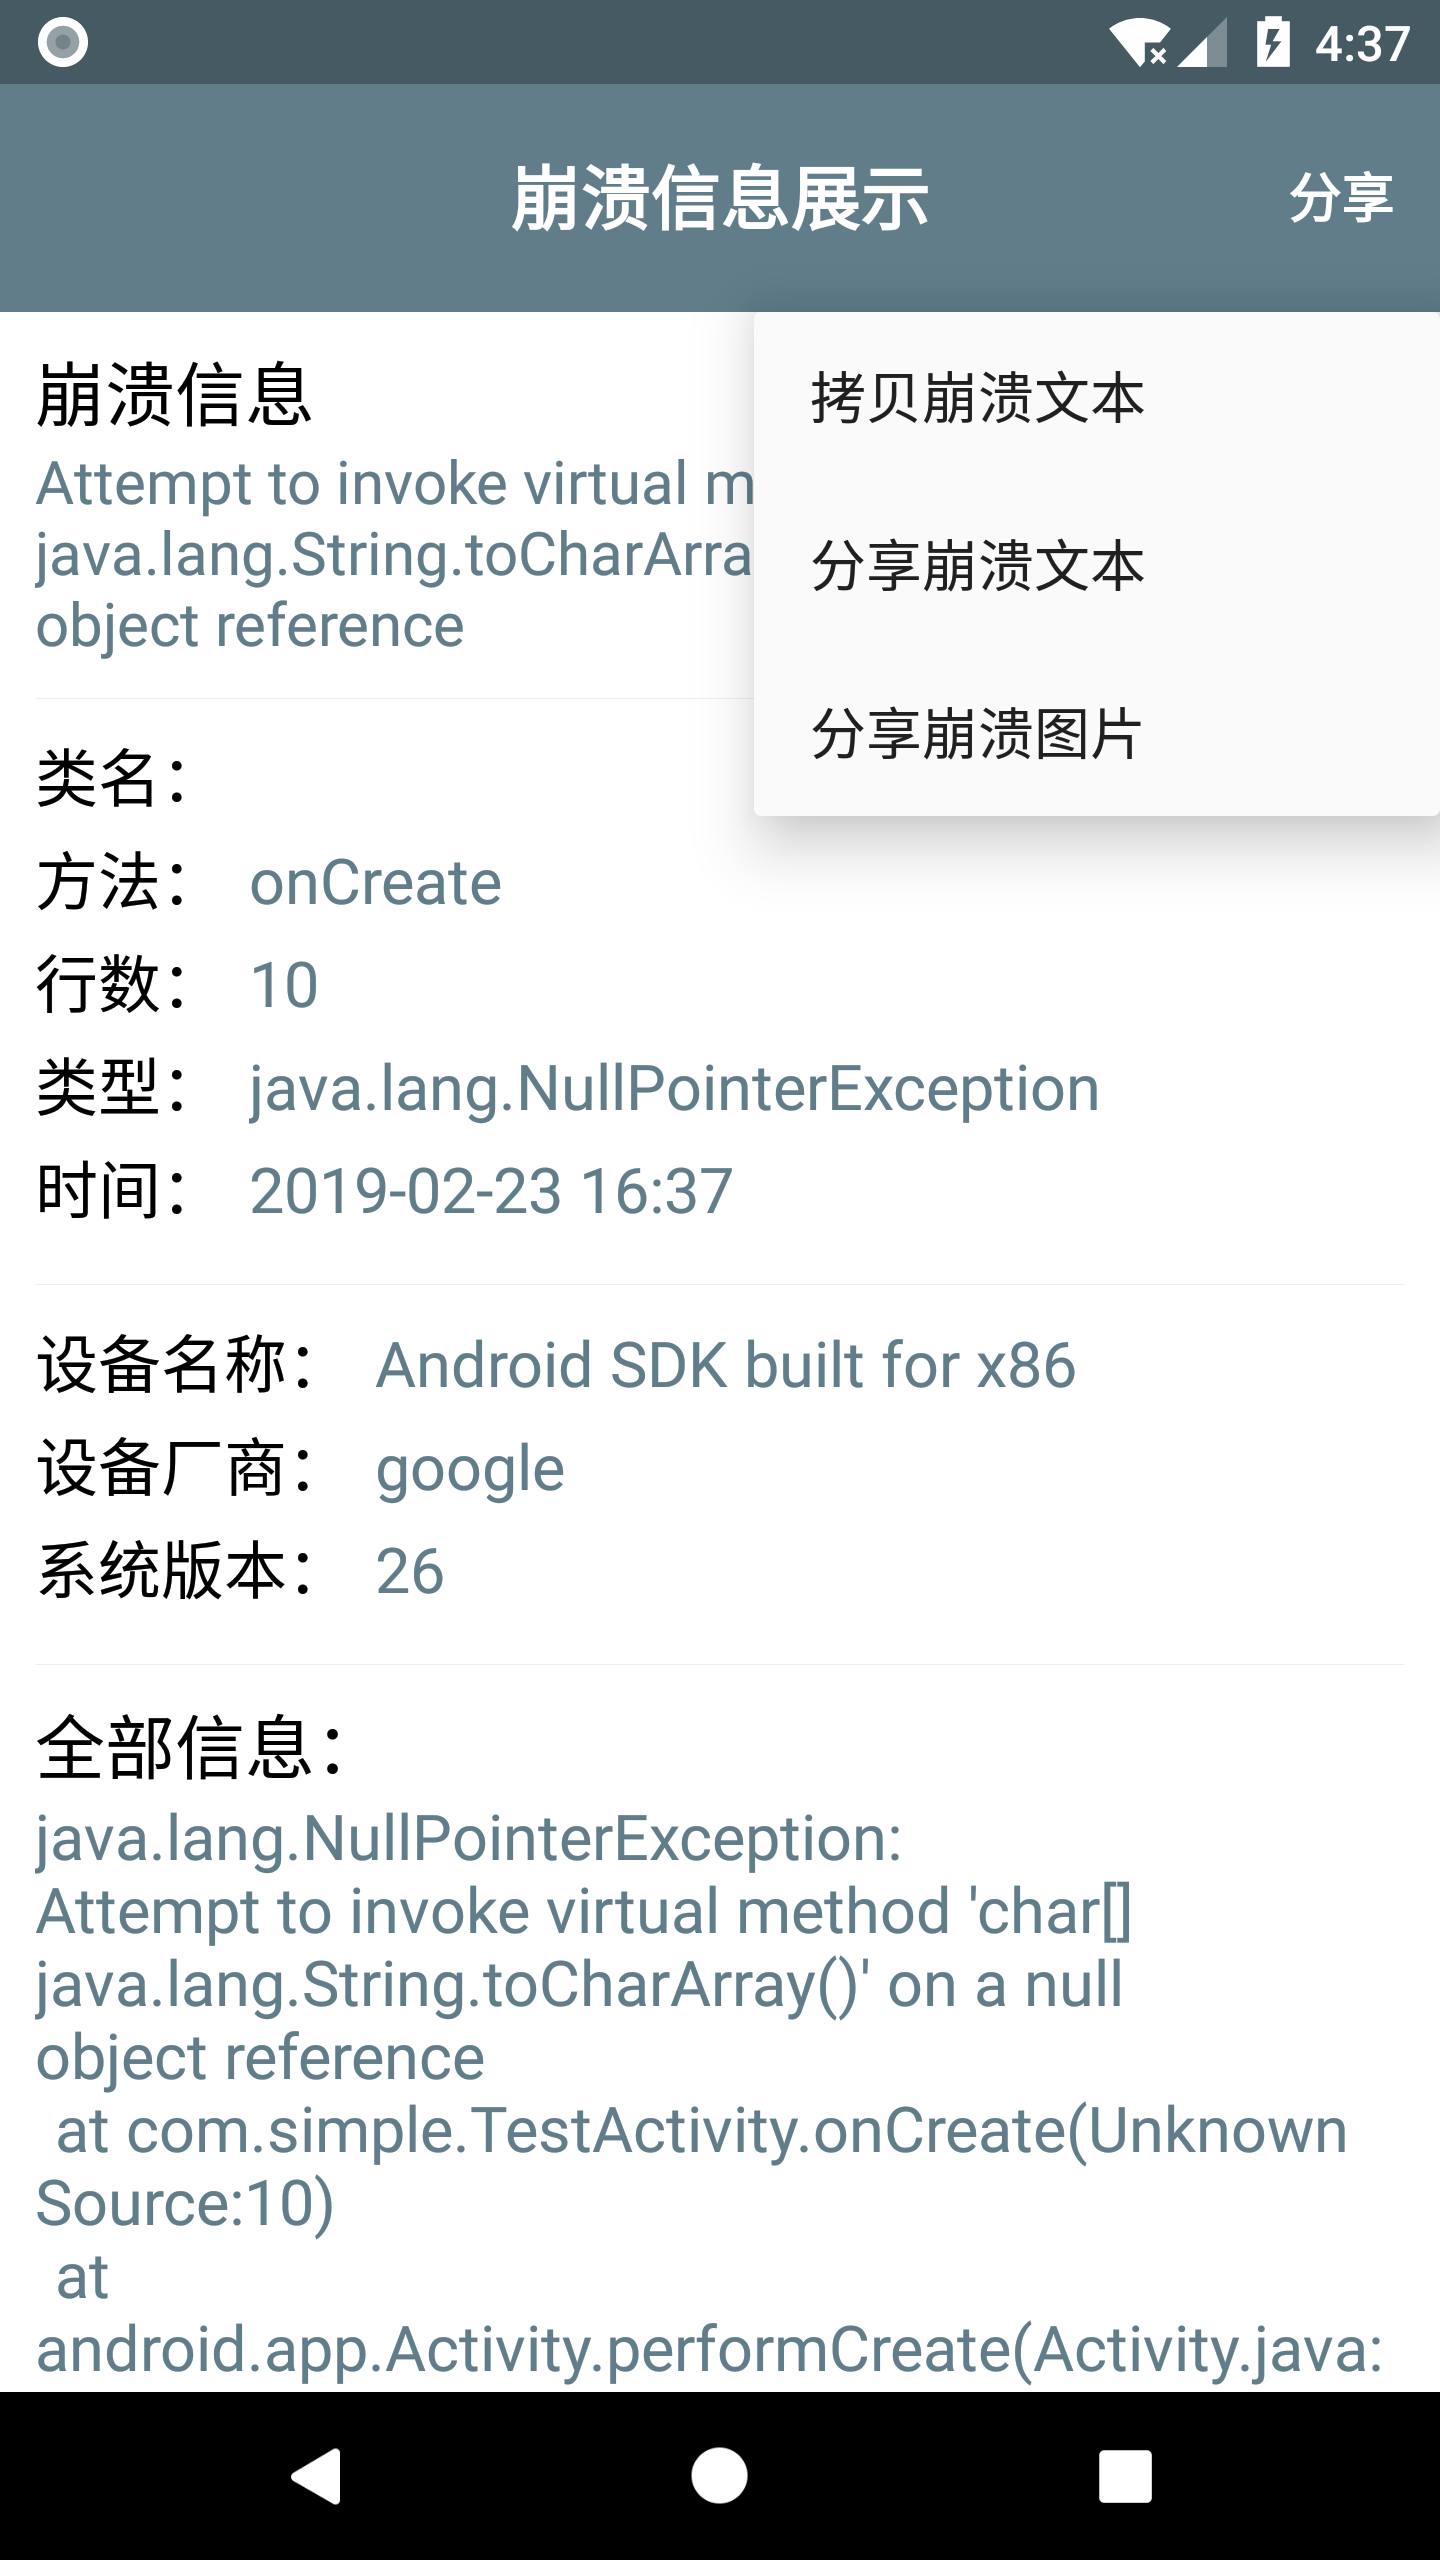 4:37
崩溃信息展示
分享
崩溃信息
Attempt to invoke virtual m
java.lang.String.toCharArra
object reference
拷贝崩溃文本
分享崩溃文本
分享崩溃图片
类名：
方法： onCreate
行数： 10
类型： java.lang.NullPointerException
时间： 2019-02-23 16:37
设备名称： Android SDK built for x86
设备厂商： google
系统版本： 26
全部信息：
java.lang.NullPointerException:
Attempt to invoke virtual method 'char[]
java.lang.String.toCharArray()' on a null
object reference
at com.simple.TestActivity.onCreate(Unknown
Source:10)
at
android.app.Activity.performCreate(Activity.java: